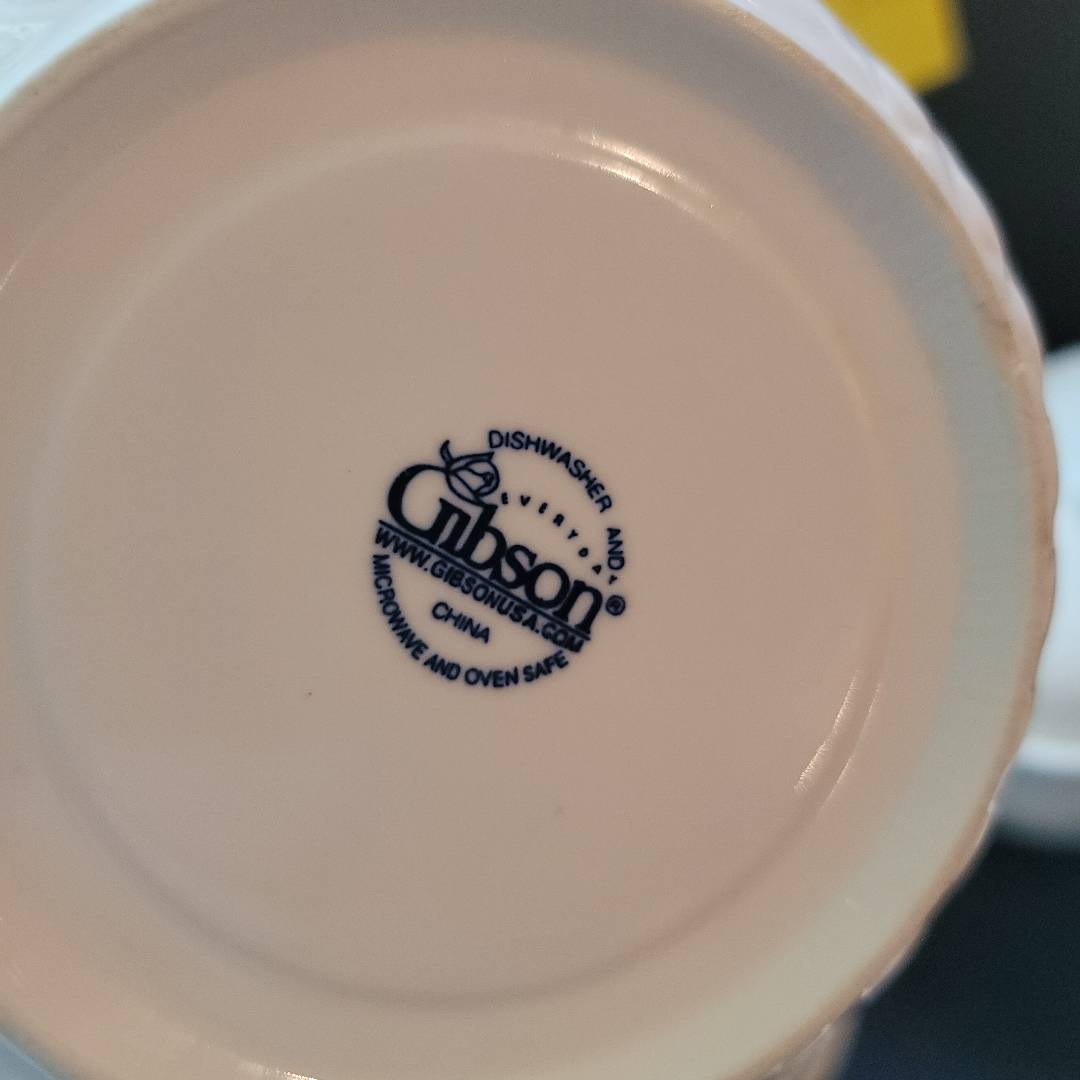 DISHWASHER AND
EVERYDAY
Gibson®
WWW.GIBSONUSA.COM
CHINA
MICROWAVE AND OVEN SAFE